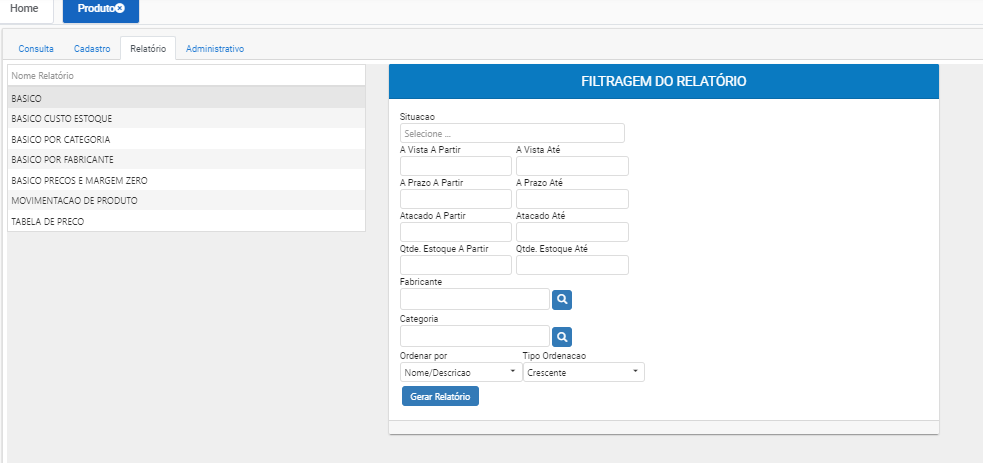 Home
Produto
Consulta
Cadastro
Relatório
Administrativo
Nome Relatório
BASICO
BASICO CUSTO ESTOQUE
BASICO POR CATEGORIA
BASICO POR FABRICANTE
BASICO PRECOS E MARGEM ZERO
MOVIMENTACAO DE PRODUTO
TABELA DE PRECO
FILTRAGEM DO RELATÓRIO
Situacao
Selecione ...
A Vista A Partir
A Vista Até
A Prazo A Partir
A Prazo Até
Atacado A Partir
Atacado Até
Qtde. Estoque A Partir
Qtde. Estoque Até
Fabricante
Categoria
Ordenar por
Tipo Ordenacao
Nome/Descricao
Crescente
Gerar Relatório